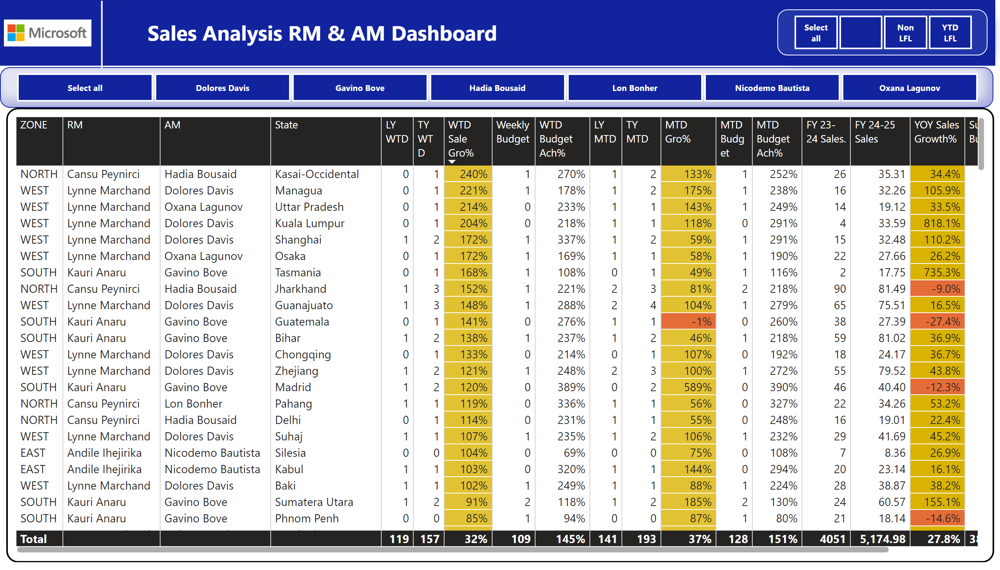 Microsoft
Sales Analysis RM & AM Dashboard
Select all
Non LFL
YTD LFL
Select all Dolores Davis Gavino Bove Hadia Bousaid Lon Bonher Nicodemo Bautista Oxana Lagunov
ZONE RM AM State LY WTD TY WTD WTD Sale Gro% Weekly Budget WTD Budget Ach% LY MTD TY MTD MTD Gro% MTD Budget MTD Budget Ach% FY 23-24 Sales. FY 24-25 Sales YOY Sales Growth%
NORTH Cansu Peynirci Hadia Bousaid Kasai-Occidental 0 1 240% 1 270% 1 2 133% 1 252% 26 35.31 34.4%
WEST Lynne Marchand Dolores Davis Managua 0 1 221% 1 178% 1 2 175% 1 238% 16 32.26 105.9%
WEST Lynne Marchand Oxana Lagunov Uttar Pradesh 0 1 214% 0 233% 1 1 143% 1 249% 14 19.12 33.5%
WEST Lynne Marchand Dolores Davis Kuala Lumpur 0 1 204% 0 218% 1 1 118% 0 291% 4 33.59 818.1%
WEST Lynne Marchand Dolores Davis Shanghai 1 2 172% 1 337% 1 2 59% 1 291% 15 32.48 110.2%
WEST Lynne Marchand Oxana Lagunov Osaka 0 1 172% 1 169% 1 1 58% 1 190% 22 27.66 26.2%
SOUTH Kauri Anaru Gavino Bove Tasmania 0 1 168% 1 108% 0 1 49% 1 116% 2 17.75 735.3%
NORTH Cansu Peynirci Hadia Bousaid Jharkhand 1 3 152% 1 221% 2 3 81% 2 218% 90 81.49 -9.0%
WEST Lynne Marchand Dolores Davis Guanajuato 1 3 148% 1 288% 2 4 104% 1 279% 65 75.51 16.5%
SOUTH Kauri Anaru Gavino Bove Guatemala 0 1 141% 0 276% 1 1 -1% 0 260% 38 27.39 -27.4%
SOUTH Kauri Anaru Gavino Bove Bihar 1 2 138% 1 237% 1 2 46% 1 218% 59 81.02 36.9%
WEST Lynne Marchand Dolores Davis Chongqing 0 1 133% 0 214% 0 1 107% 0 192% 18 24.17 36.7%
WEST Lynne Marchand Dolores Davis Zhejiang 1 2 121% 1 248% 2 3 100% 1 272% 55 79.52 43.8%
SOUTH Kauri Anaru Gavino Bove Madrid 1 2 120% 0 389% 0 2 589% 0 390% 46 40.40 -12.3%
NORTH Cansu Peynirci Lon Bonher Pahang 1 1 119% 0 336% 1 1 56% 0 327% 22 34.26 53.2%
NORTH Cansu Peynirci Hadia Bousaid Delhi 0 1 114% 0 231% 1 1 55% 0 248% 16 19.01 22.4%
WEST Lynne Marchand Dolores Davis Suhaj 1 1 107% 1 235% 1 2 106% 1 232% 29 41.69 45.2%
EAST Andile Ihejirika Nicodemo Bautista Silesia 0 0 104% 0 69% 0 0 75% 0 108% 7 8.36 26.9%
EAST Andile Ihejirika Nicodemo Bautista Kabul 1 1 103% 0 320% 1 1 144% 0 294% 20 23.14 16.1%
WEST Lynne Marchand Dolores Davis Baki 1 1 102% 1 249% 1 1 88% 1 224% 28 38.87 38.2%
SOUTH Kauri Anaru Gavino Bove Sumatera Utara 1 2 91% 2 118% 1 2 185% 2 130% 24 60.57 155.1%
SOUTH Kauri Anaru Gavino Bove Phnom Penh 0 0 85% 1 94% 0 0 87% 1 80% 21 18.14 -14.6%
Total 119 157 32% 109 145% 141 193 37% 128 151% 4051 5,174.98 27.8%